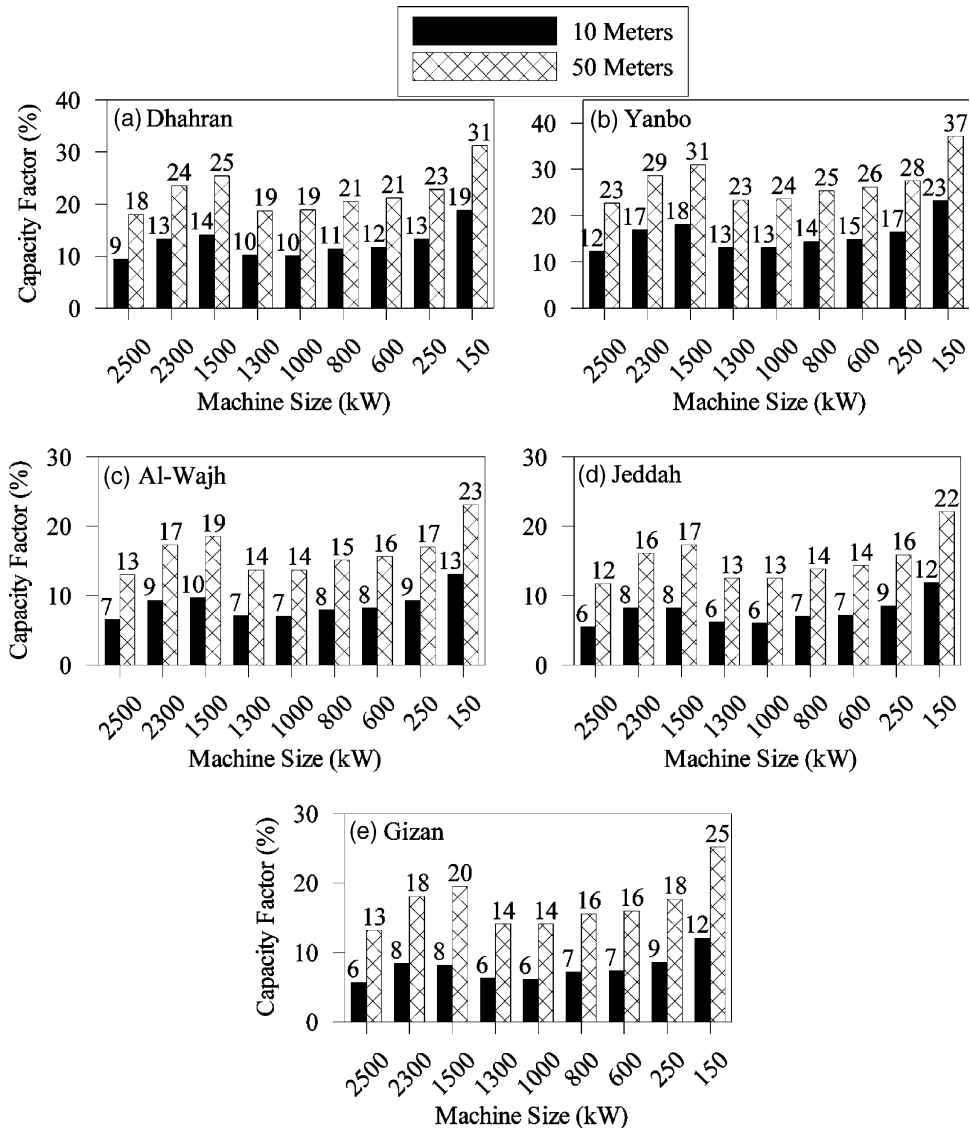 10 Meters
50 Meters
(a) Dhahran
Capacity Factor (%)
40
30
20
10
0
9 18 13 24 14 25 10 19 10 19 11 21 12 21 13 23 19 31
2500 2300 1500 1300 1000 800 600 250 150
Machine Size (kW)
(b) Yanbo
40
30
20
10
0
12 23 17 29 18 31 13 23 13 24 14 25 15 26 17 28 23 37
2500 2300 1500 1300 1000 800 600 250 150
Machine Size (kW)
(c) Al-Wajh
Capacity Factor (%)
30
20
10
0
7 13 9 17 10 19 7 14 7 14 8 15 8 16 9 17 13 23
2500 2300 1500 1300 1000 800 600 250 150
Machine Size (kW)
(d) Jeddah
30
20
10
0
6 12 8 16 8 17 6 13 6 13 7 14 7 14 9 16 12 22
2500 2300 1500 1300 1000 800 600 250 150
Machine Size (kW)
(e) Gizan
Capacity Factor (%)
30
20
10
0
6 13 8 18 8 20 6 14 6 14 7 16 7 16 9 18 12 25
2500 2300 1500 1300 1000 800 600 250 150
Machine Size (kW)